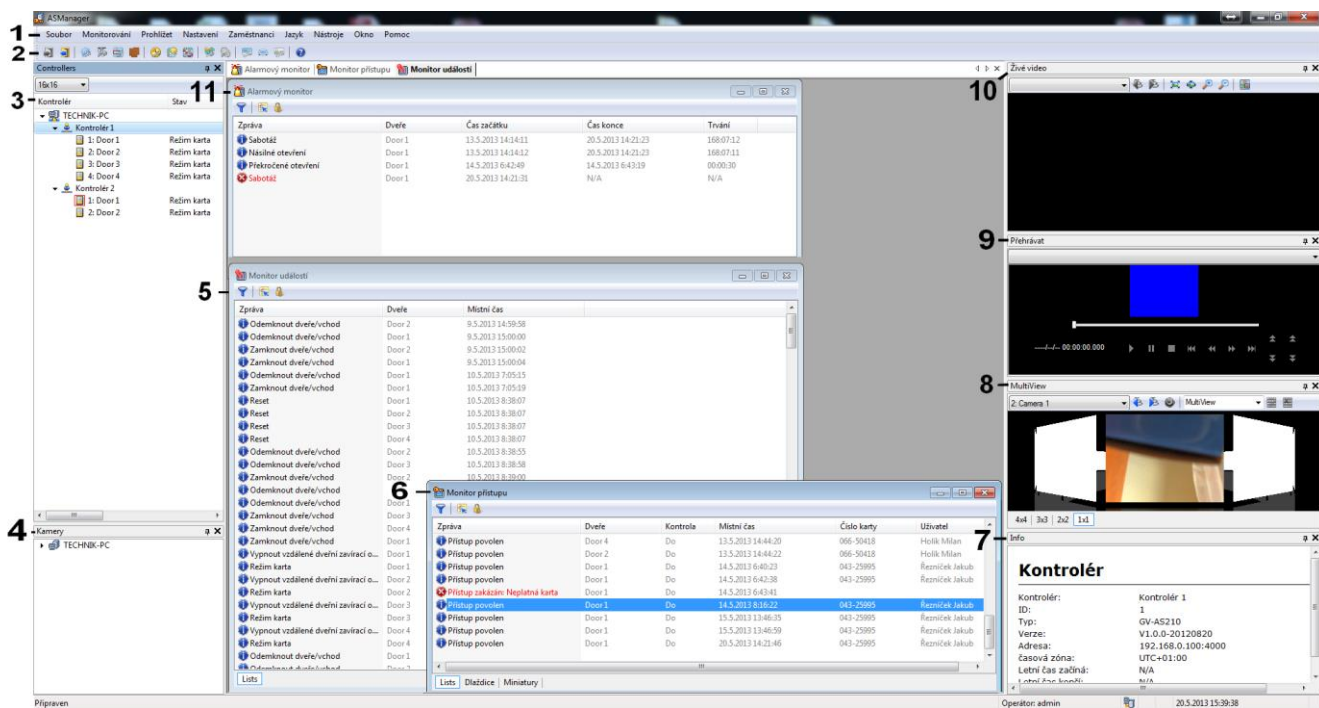 ASManager
1
Soubor Monitorování Prohlížet Nastavení Zaměstnanci Jazyk Nástroje Okno Pomoc
2
Controllers
16x16
3
Kontrolér Stav
TECHNIK-PC
Kontrolér 1
1: Door 1 Režim karta
2: Door 2 Režim karta
3: Door 3 Režim karta
4: Door 4 Režim karta
Kontrolér 2
1: Door 1 Režim karta
2: Door 2 Režim karta
4
Kamery
TECHNIK-PC
Alarmový monitor Monitor přístupu Monitor událostí
11
Alarmový monitor
Zpráva Dveře Čas začátku Čas konce Trvání
Sabotáž Door 1 13.5.2013 14:14:11 20.5.2013 14:21:23 168:07:12
Násilné otevření Door 1 13.5.2013 14:14:12 20.5.2013 14:21:23 168:07:11
Překročené otevření Door 1 14.5.2013 6:42:49 14.5.2013 6:43:19 00:00:30
Sabotáž Door 1 20.5.2013 14:21:31 N/A N/A
Monitor událostí
5
Zpráva Dveře Místní čas
Odemknout dveře/vchod Door 2 9.5.2013 14:59:58
Odemknout dveře/vchod Door 1 9.5.2013 15:00:00
Zamknout dveře/vchod Door 2 9.5.2013 15:00:02
Zamknout dveře/vchod Door 1 9.5.2013 15:00:04
Odemknout dveře/vchod Door 1 10.5.2013 7:05:15
Zamknout dveře/vchod Door 1 10.5.2013 7:05:19
Reset Door 1 10.5.2013 8:38:07
Reset Door 2 10.5.2013 8:38:07
Reset Door 3 10.5.2013 8:38:07
Reset Door 4 10.5.2013 8:38:07
Odemknout dveře/vchod Door 2 10.5.2013 8:38:55
Odemknout dveře/vchod Door 3 10.5.2013 8:38:58
Zamknout dveře/vchod Door 2 10.5.2013 8:39:00
Odemknout dveře/vchod
Odemknout dveře/vchod Door 1
Zamknout dveře/vchod Door 3
Zamknout dveře/vchod Door 4
Zamknout dveře/vchod Door 1
Vypnout vzdálené dveřní zavírací o... Door 1
Režim karta Door 1
Vypnout vzdálené dveřní zavírací o... Door 2
Režim karta Door 2
Vypnout vzdálené dveřní zavírací o... Door 3
Režim karta Door 3
Vypnout vzdálené dveřní zavírací o... Door 4
Režim karta Door 4
Odemknout dveře/vchod Door 1
Odemknout dveře/vchod Door 2
Lists
6
Monitor přístupu
Zpráva Dveře Kontrola Místní čas Číslo karty Uživatel
Přístup povolen Door 4 Do 13.5.2013 14:44:20 066-50418 Holík Milan
Přístup povolen Door 2 Do 13.5.2013 14:44:22 066-50418 Holík Milan
Přístup povolen Door 1 Do 14.5.2013 6:40:23 043-25995 Řezníček Jakub
Přístup povolen Door 1 Do 14.5.2013 6:42:38 043-25995 Řezníček Jakub
Přístup zakázán: Neplatná karta Door 1 Do 14.5.2013 6:43:41
Přístup povolen Door 1 Do 14.5.2013 8:16:22 043-25995 Řezníček Jakub
Přístup povolen Door 1 Do 15.5.2013 13:46:35 043-25995 Řezníček Jakub
Přístup povolen Door 1 Do 15.5.2013 13:46:59 043-25995 Řezníček Jakub
Přístup povolen Door 1 Do 20.5.2013 14:21:46 043-25995 Řezníček Jakub
Lists Dlaždice Miniatury
10
Živé video
9
Přehrávat
----/--/-- 00:00:00.000
8
MultiView
2: Camera 1 MultiView
4x4 3x3 2x2 1x1
7
Info
Kontrolér
Kontrolér: Kontrolér 1
ID: 1
Typ: GV-AS210
Verze: V1.0.0-20120820
Adresa: 192.168.0.100:4000
časová zóna: UTC+01:00
Letní čas začíná: N/A
Letní čas končí: N/A
Připraven Operátor: admin 20.5.2013 15:39:38